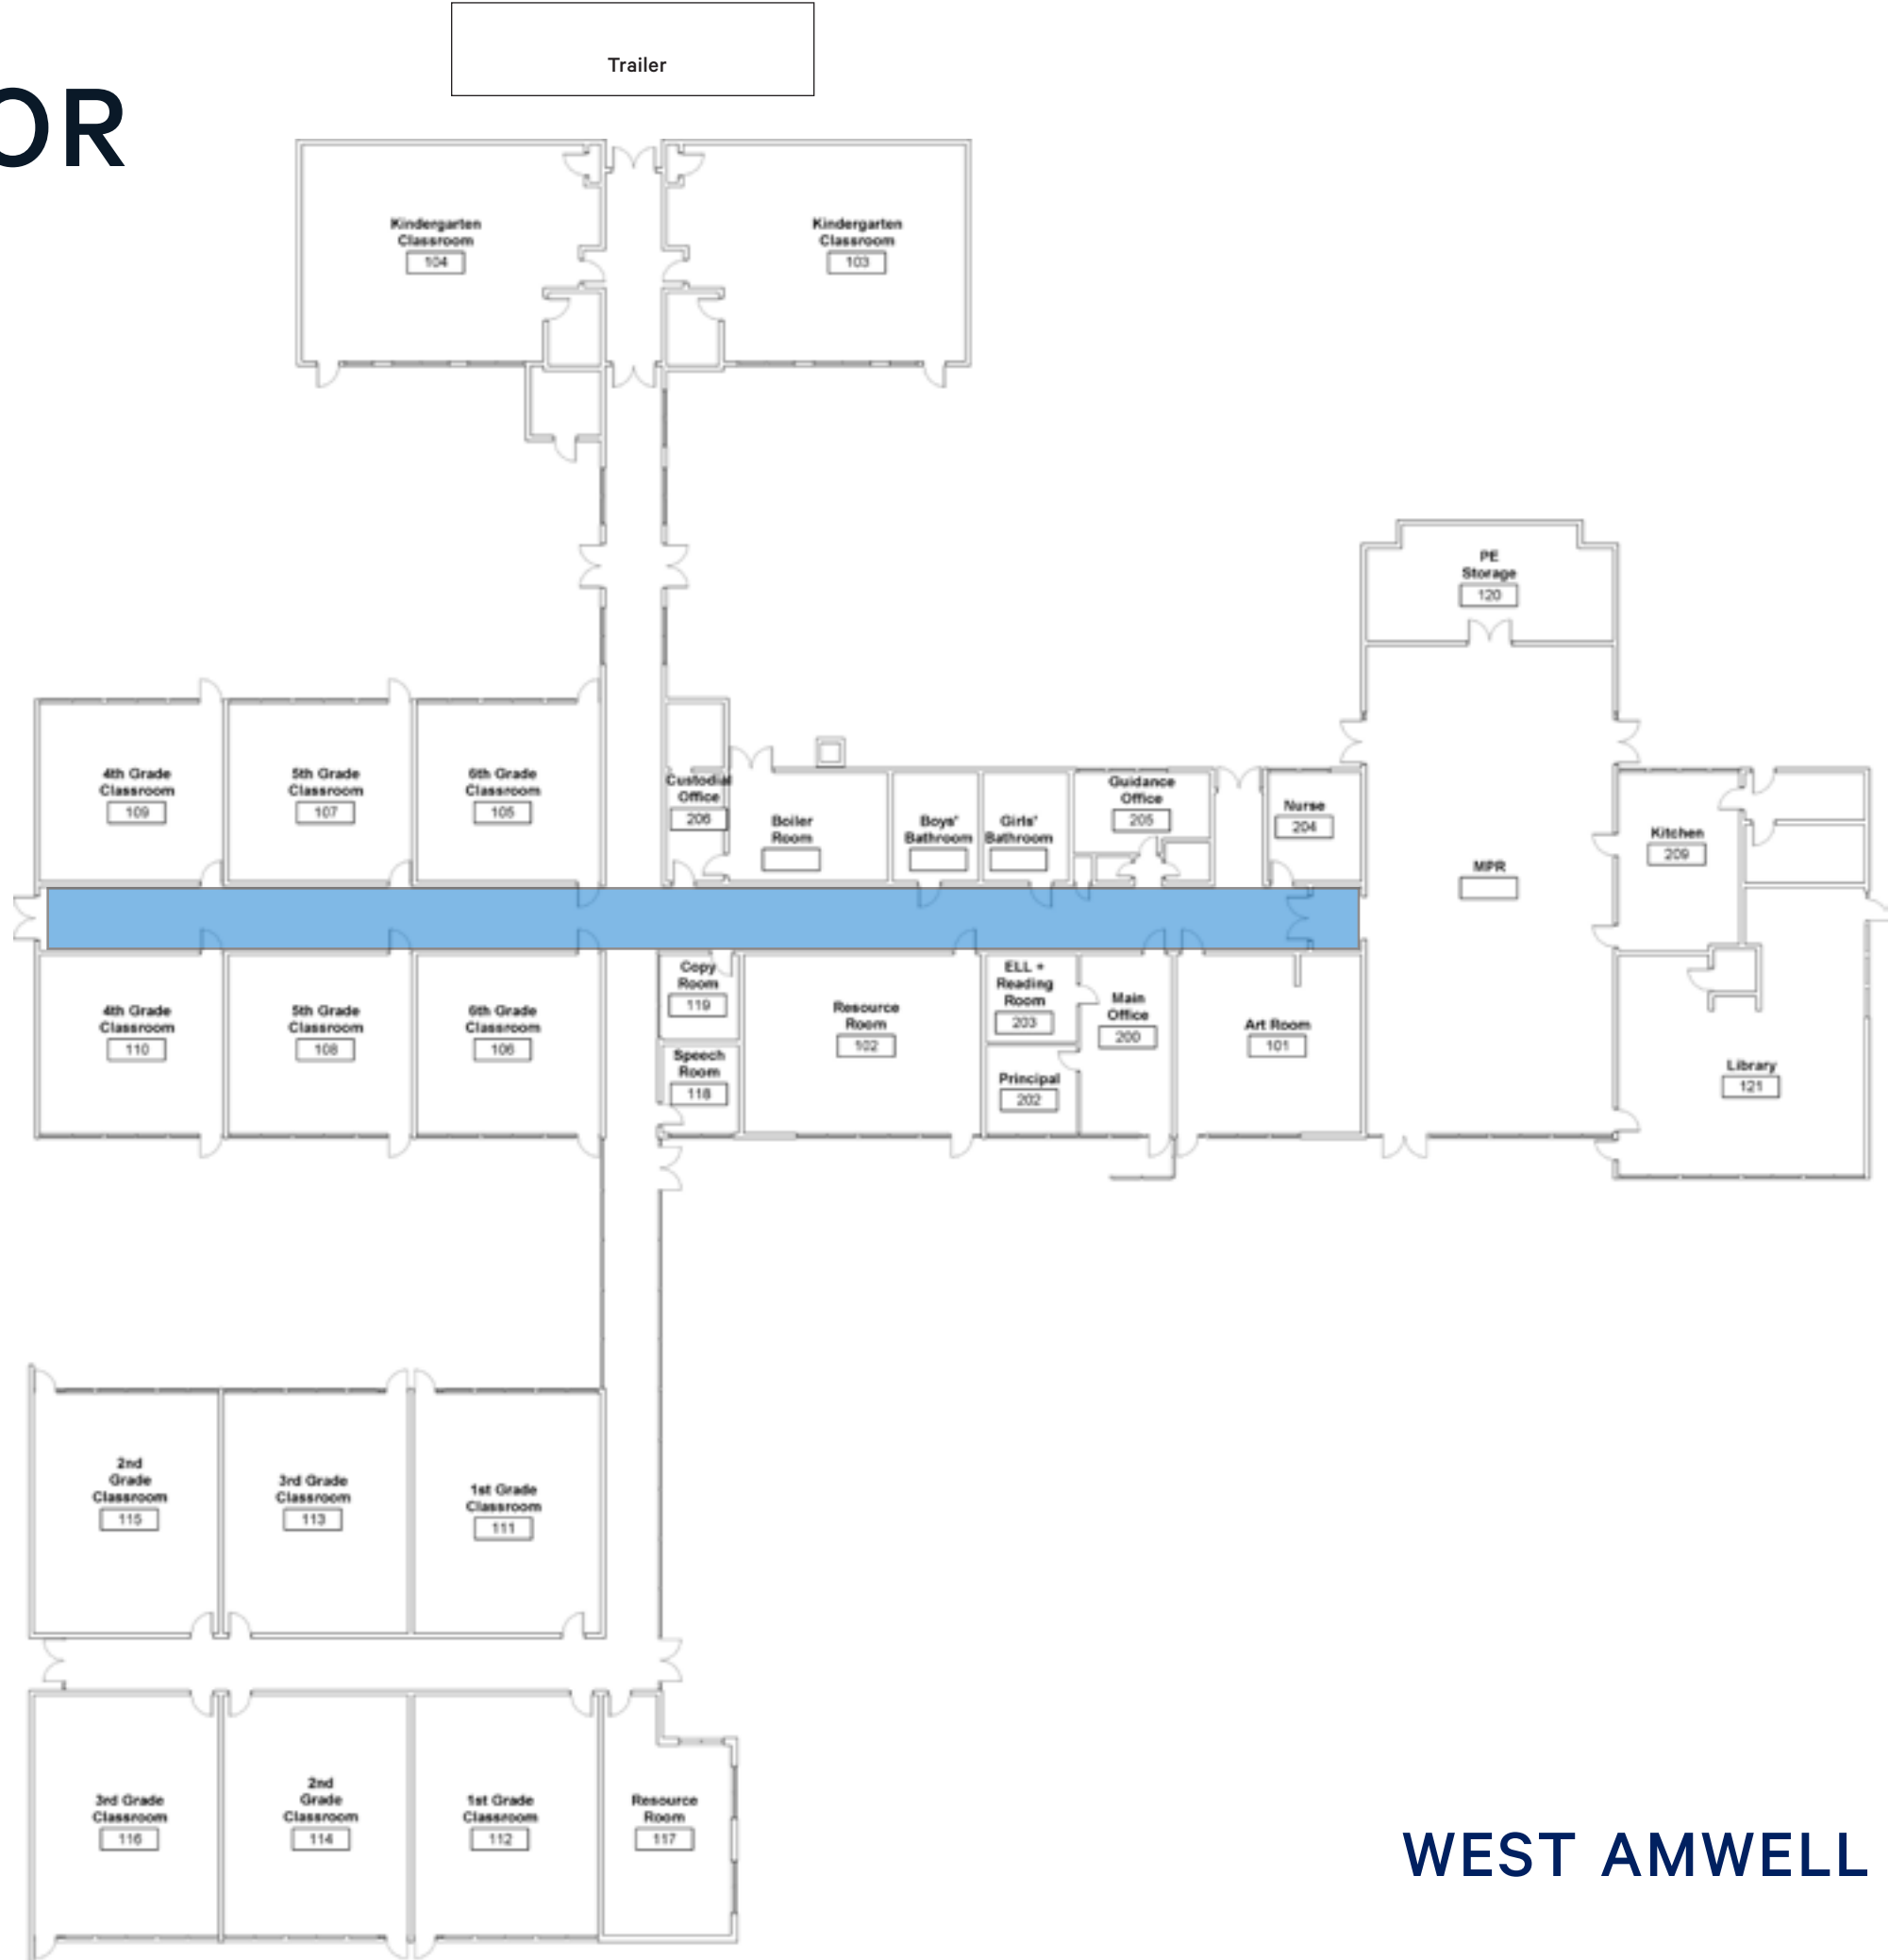 Trailer
OR
Kindergarten
Classroom
104
Kindergarten
Classroom
103
PE
Storage
120
4th Grade
Classroom
109
5th Grade
Classroom
107
6th Grade
Classroom
105
Custodial
Office
206
Boiler
Room
Boys'
Bathroom
Girls'
Bathroom
Guidance
Office
205
Nurse
204
MPR
Kitchen
209
4th Grade
Classroom
110
5th Grade
Classroom
108
6th Grade
Classroom
106
Copy
Room
119
Speech
Room
118
Resource
Room
102
ELL +
Reading
Room
203
Principal
202
Main
Office
200
Art Room
101
Library
121
2nd
Grade
Classroom
115
3rd Grade
Classroom
113
1st Grade
Classroom
111
3rd Grade
Classroom
116
2nd
Grade
Classroom
114
1st Grade
Classroom
112
Resource
Room
117
WEST AMWELL